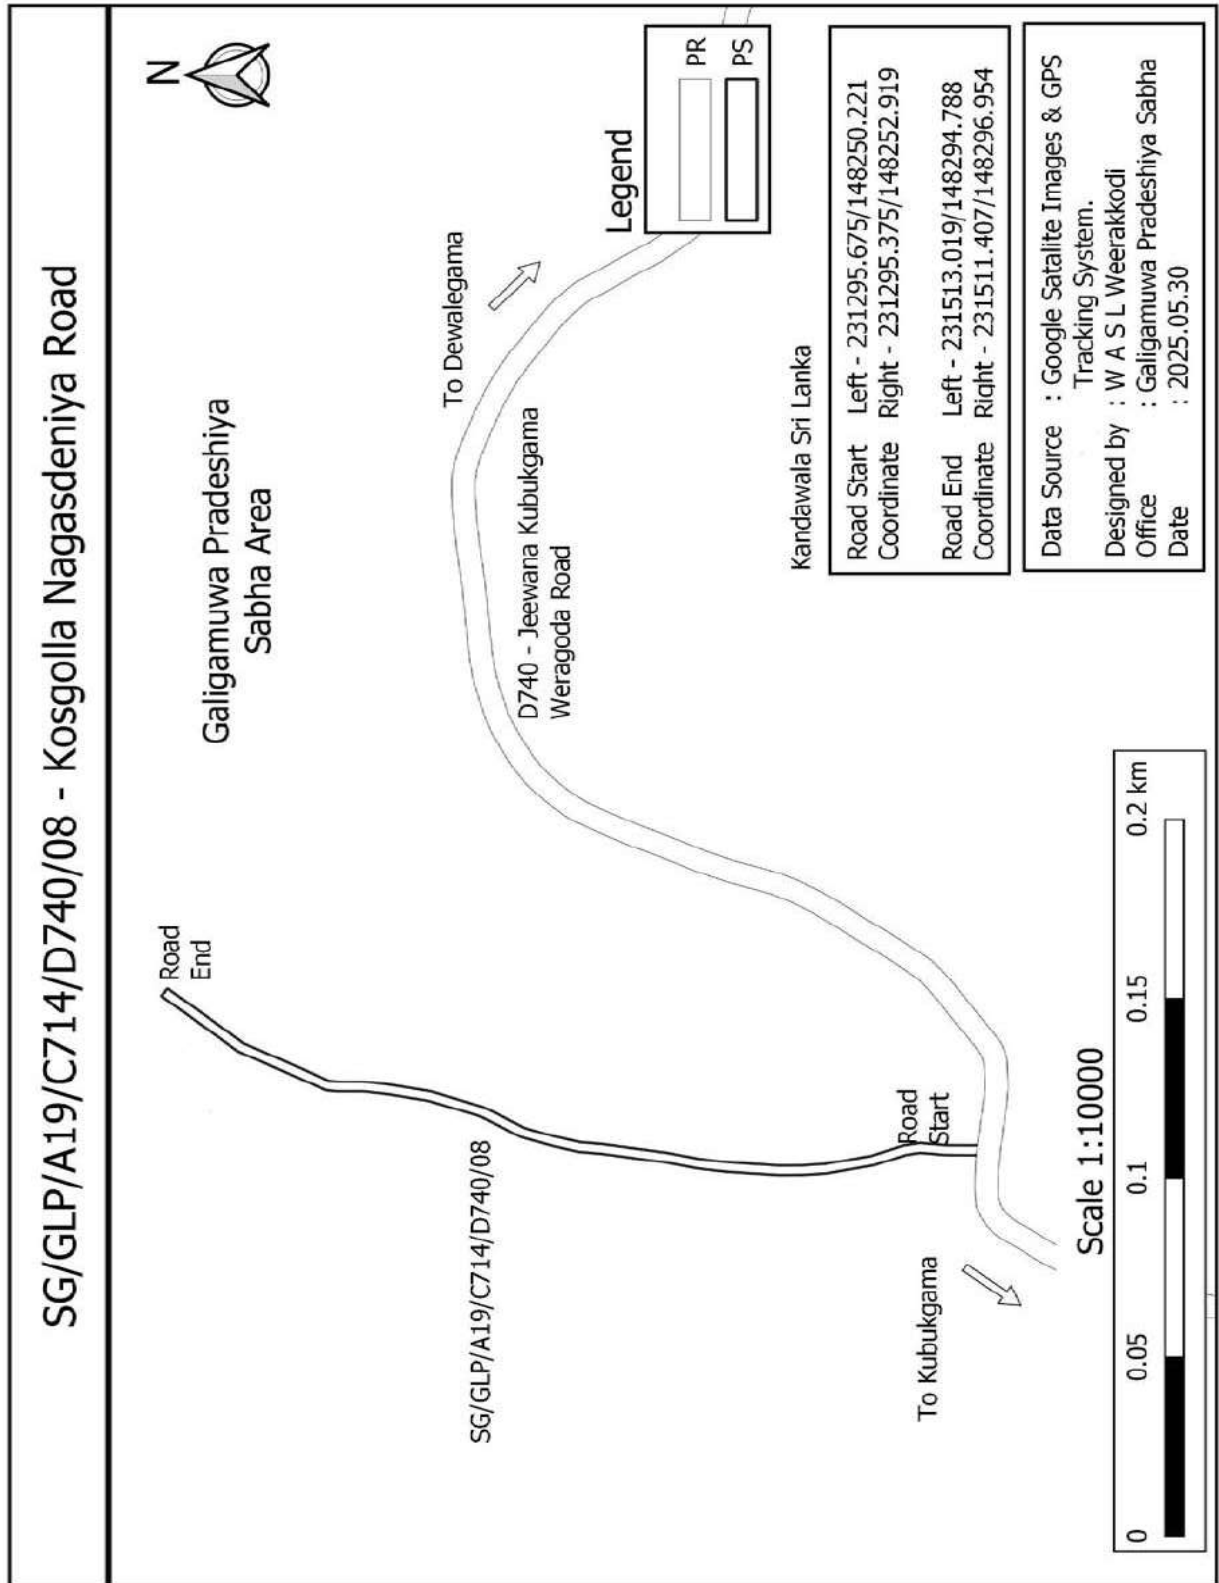 SG/GLP/A19/C714/D740/08 - Kosgolla Nagasdeniya Road
N
Galigamuwa Pradeshiya
Sabha Area
Road
End
To Dewalegama
SG/GLP/A19/C714/D740/08
D740 - Jeewana Kubukgama
Weragoda Road
Legend
PR
PS
Kandawala Sri Lanka
Road Start Left - 231295.675/148250.221
Coordinate Right - 231295.375/148252.919
Road End Left - 231513.019/148294.788
Coordinate Right - 231511.407/148296.954
Road
Start
To Kubukgama
Scale 1:10000
0 0.05 0.1 0.15 0.2 km
Data Source : Google Satalite Images & GPS
Tracking System.
Designed by : W A S L Weerakkodi
Office : Galigamuwa Pradeshiya Sabha
Date : 2025.05.30